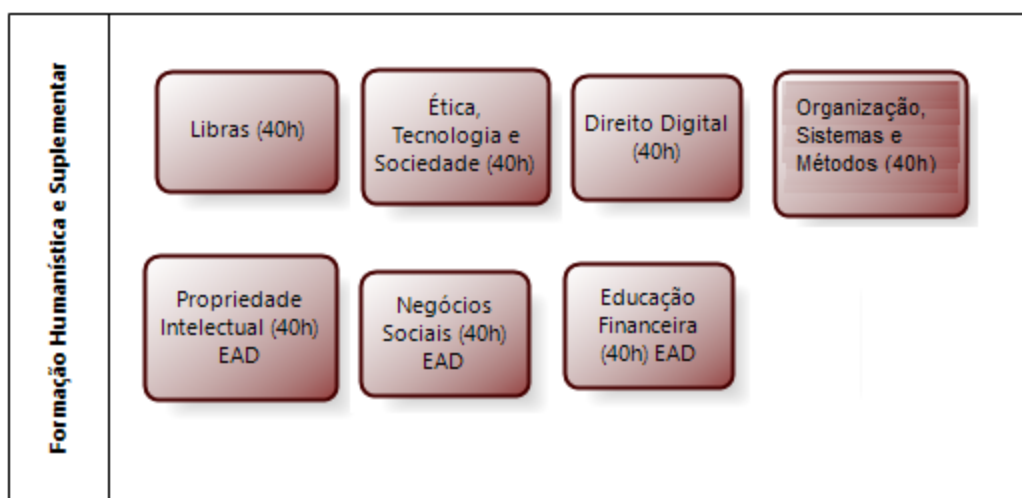 Formação Humanística e Suplementar
Libras (40h)
Ética,
Tecnologia e
Sociedade (40h)
Direito Digital
(40h)
Organização,
Sistemas e
Métodos (40h)
Propriedade
Intelectual (40h)
EAD
Negócios
Sociais (40h)
EAD
Educação
Financeira
(40h) EAD